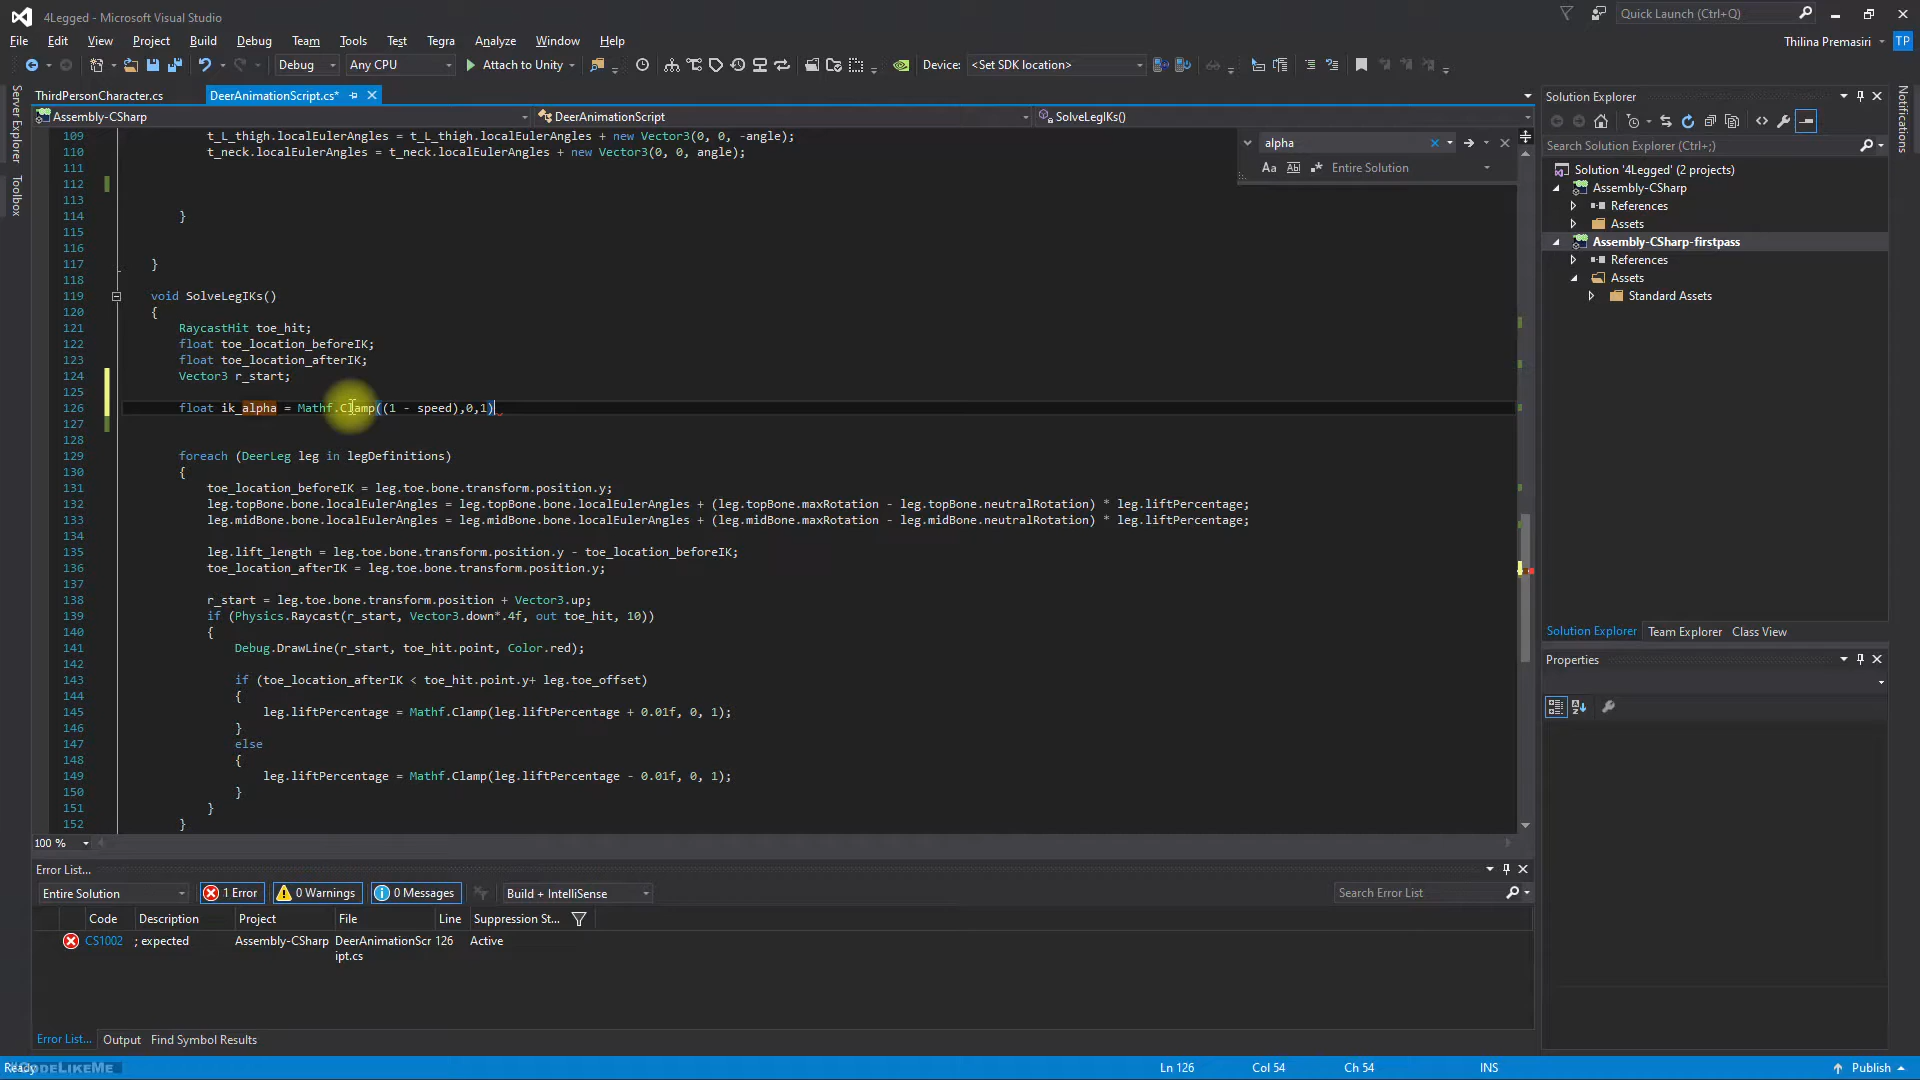 4Legged - Microsoft Visual Studio
Quick Launch (Ctrl+Q)
File Edit View Project Build Debug Team Tools Test Tegra Analyze Window Help
Thilina Premasiri TP
Debug Any CPU Attach to Unity Device: <Set SDK location>
Server Explorer
Toolbox
Notifications
ThirdPersonCharacter.cs DeerAnimationScript.cs*
Assembly-CSharp DeerAnimationScript SolveLegIKs()
alpha
Aa Ab Entire Solution
109 t_L_thigh.localEulerAngles = t_L_thigh.localEulerAngles + new Vector3(0, 0, -angle);
110 t_neck.localEulerAngles = t_neck.localEulerAngles + new Vector3(0, 0, angle);
111
112
113
114 }
115
116
117 }
118
119 void SolveLegIKs()
120 {
121 RaycastHit toe_hit;
122 float toe_location_beforeIK;
123 float toe_location_afterIK;
124 Vector3 r_start;
125
126 float ik_alpha = Mathf.Clamp((1 - speed),0,1)
127
128
129 foreach (DeerLeg leg in legDefinitions)
130 {
131 toe_location_beforeIK = leg.toe.bone.transform.position.y;
132 leg.topBone.bone.localEulerAngles = leg.topBone.bone.localEulerAngles + (leg.topBone.maxRotation - leg.topBone.neutralRotation) * leg.liftPercentage;
133 leg.midBone.bone.localEulerAngles = leg.midBone.bone.localEulerAngles + (leg.midBone.maxRotation - leg.midBone.neutralRotation) * leg.liftPercentage;
134
135 leg.lift_length = leg.toe.bone.transform.position.y - toe_location_beforeIK;
136 toe_location_afterIK = leg.toe.bone.transform.position.y;
137
138 r_start = leg.toe.bone.transform.position + Vector3.up;
139 if (Physics.Raycast(r_start, Vector3.down*.4f, out toe_hit, 10))
140 {
141 Debug.DrawLine(r_start, toe_hit.point, Color.red);
142
143 if (toe_location_afterIK < toe_hit.point.y+ leg.toe_offset)
144 {
145 leg.liftPercentage = Mathf.Clamp(leg.liftPercentage + 0.01f, 0, 1);
146 }
147 else
148 {
149 leg.liftPercentage = Mathf.Clamp(leg.liftPercentage - 0.01f, 0, 1);
150 }
151 }
152 }
100 %
Solution Explorer
Search Solution Explorer (Ctrl+;)
Solution '4Legged' (2 projects)
Assembly-CSharp
References
Assets
Assembly-CSharp-firstpass
References
Assets
Standard Assets
Solution Explorer Team Explorer Class View
Properties
Error List...
Entire Solution 1 Error 0 Warnings 0 Messages Build + IntelliSense Search Error List
Code Description Project File Line Suppression St...
CS1002 ; expected Assembly-CSharp DeerAnimationScr 126 Active
ipt.cs
Error List... Output Find Symbol Results
Ln 126 Col 54 Ch 54 INS Publish